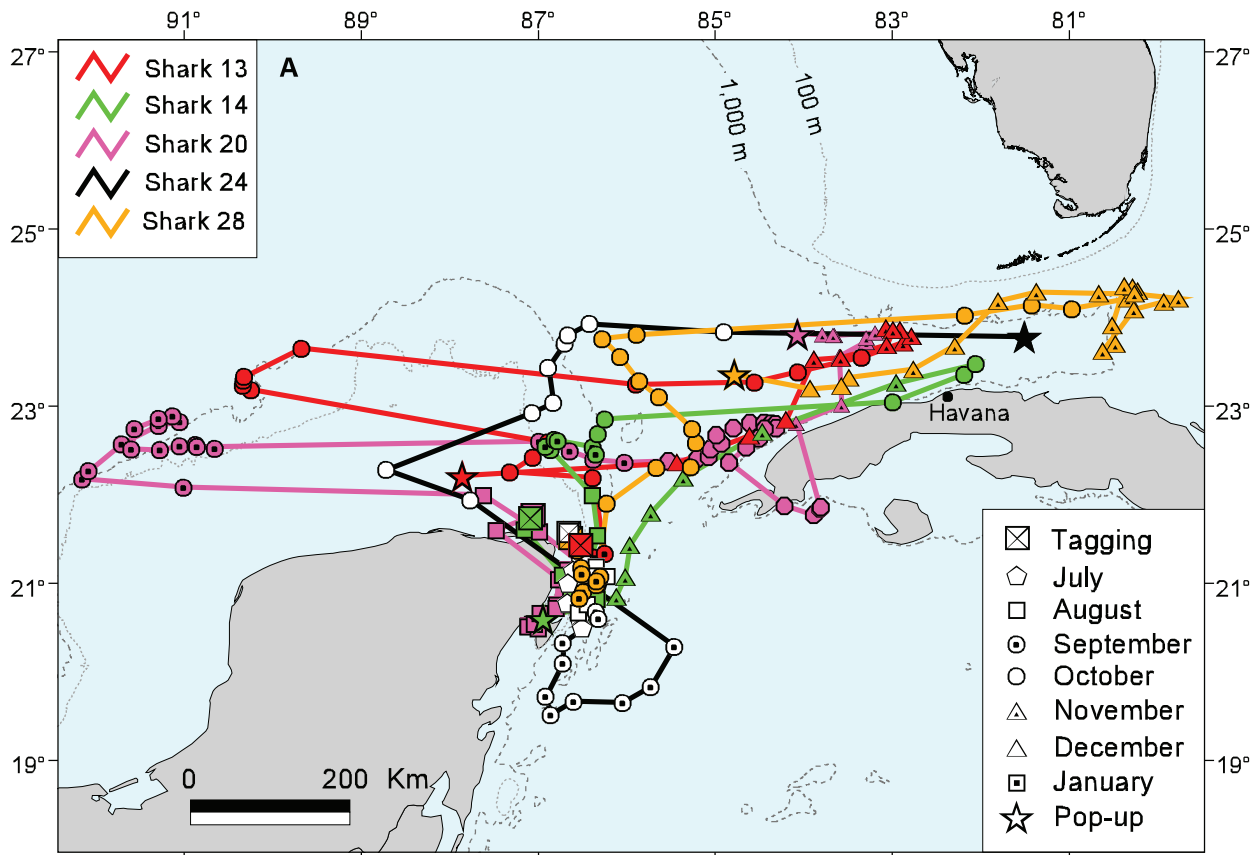 91° 89° 87° 85° 83° 81°
27° 27°
Shark 13 A
Shark 14
Shark 20
Shark 24
Shark 28
1,000 m 100 m
25° 25°
23° 23°
Havana
21° 21°
Tagging
July
August
September
October
November
December
January
Pop-up
19° 19°
0 200 Km